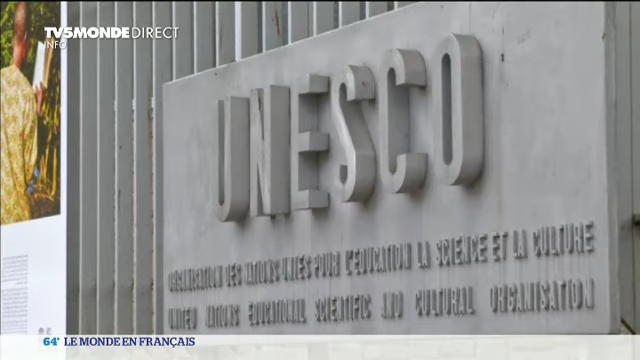 TV5MONDE DIRECT
INFO
UNESCO
ORGANISATION DES NATIONS UNIES POUR L'ÉDUCATION LA SCIENCE ET LA CULTURE
UNITED NATIONS EDUCATIONAL SCIENTIFIC AND CULTURAL ORGANISATION
64' LE MONDE EN FRANÇAIS